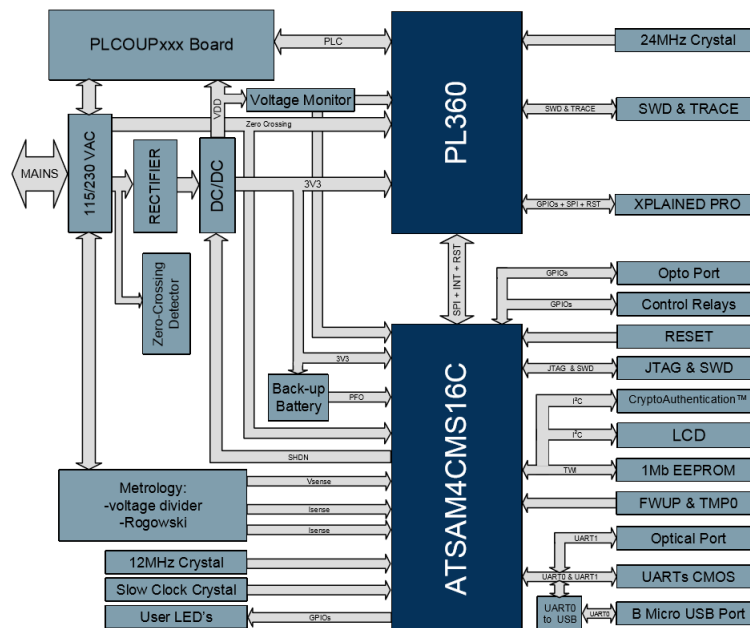 PLCOUPxxx Board
PLC
PL360
24MHz Crystal
VDD
Voltage Monitor
SWD & TRACE
SWD & TRACE
Zero Crossing
MAINS
115/230 VAC
RECTIFIER
DC/DC
3V3
GPIOs + SPI + RST
XPLAINED PRO
SPI + INT + RST
Zero-Crossing
Detector
GPIOs
Opto Port
GPIOs
Control Relays
ATSAM4CMS16C
RESET
3V3
JTAG & SWD
JTAG & SWD
Back-up
Battery
PFO
I²C
CryptoAuthentication™
I²C
LCD
SHDN
TWI
1Mb EEPROM
Metrology:
-voltage divider
-Rogowski
Vsense
Isense
Isense
FWUP & TMP0
UART1
Optical Port
12MHz Crystal
UART0 & UART1
UARTs CMOS
Slow Clock Crystal
User LED's
GPIOs
UART0
to USB
UART0
B Micro USB Port